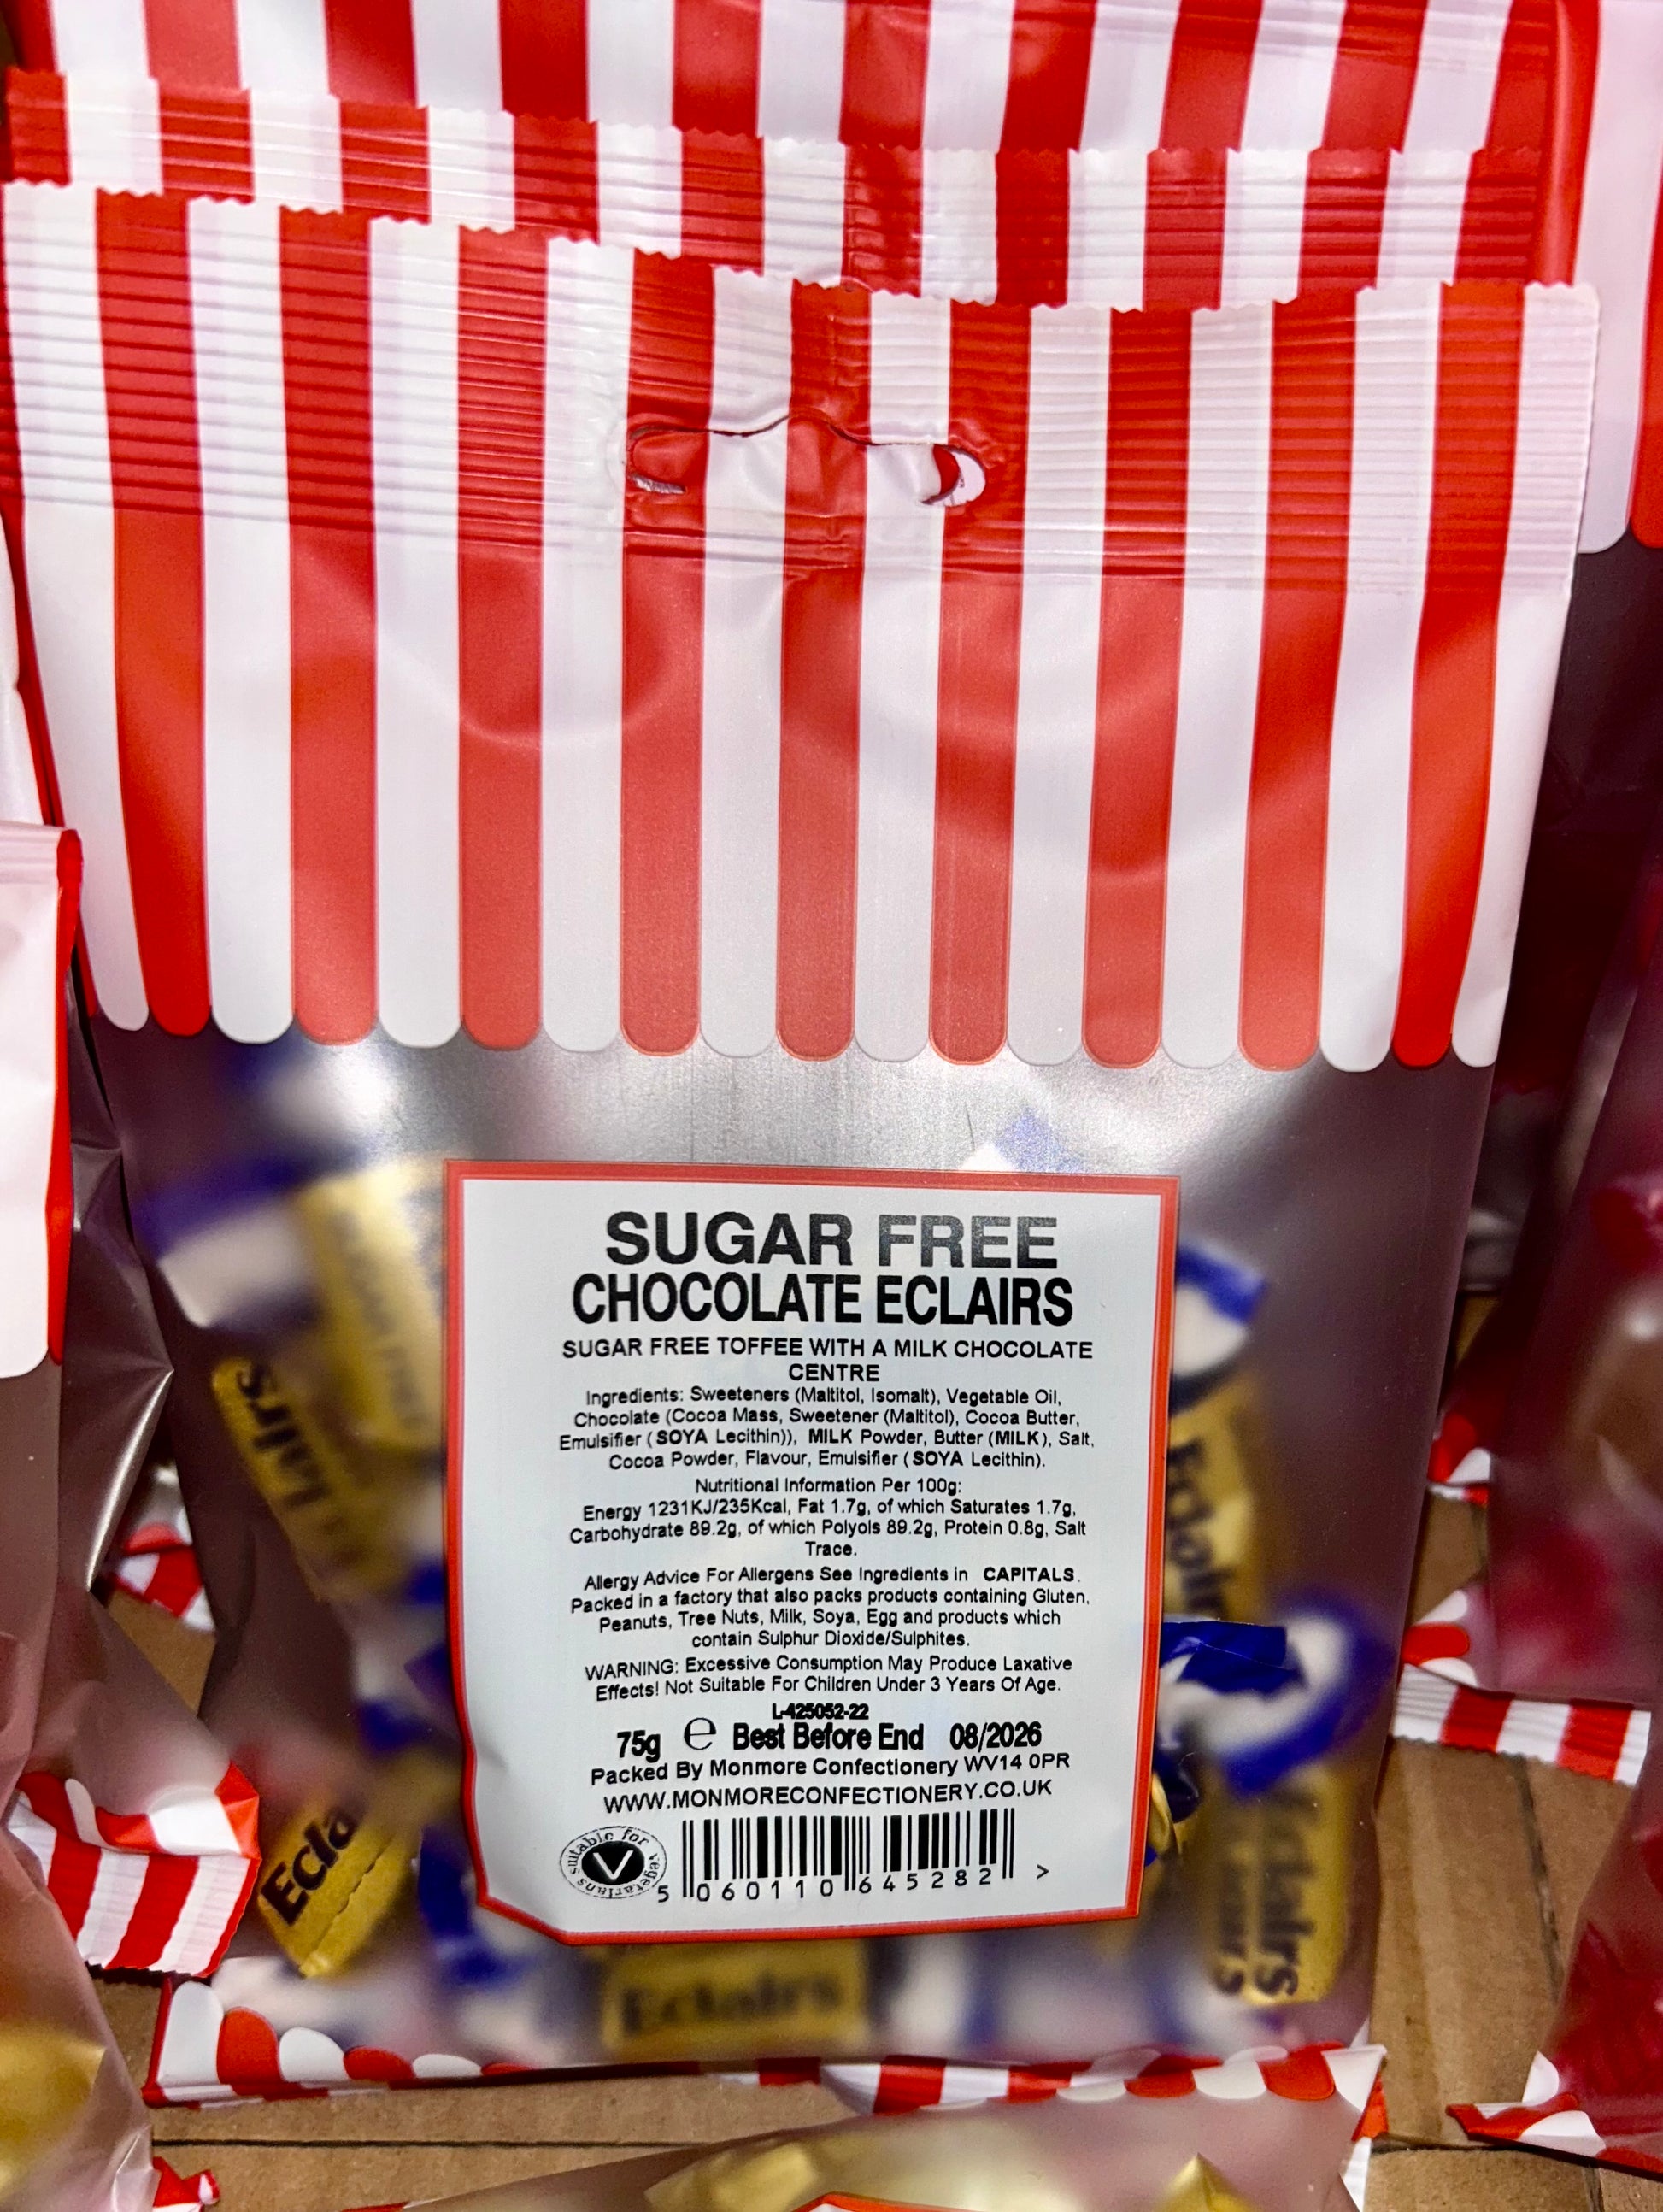 SUGAR FREE
CHOCOLATE ECLAIRS
SUGAR FREE TOFFEE WITH A MILK CHOCOLATE
CENTRE
Ingredients: Sweeteners (Maltitol, Isomalt), Vegetable Oil,
Chocolate (Cocoa Mass, Sweetener (Maltitol), Cocoa Butter,
Emulsifier (SOYA Lecithin)), MILK Powder, Butter (MILK), Salt,
Cocoa Powder, Flavour, Emulsifier (SOYA Lecithin).
Nutritional Information Per 100g:
Energy 1231KJ/235Kcal, Fat 1.7g, of which Saturates 1.7g,
Carbohydrate 89.2g, of which Polyols 89.2g, Protein 0.8g, Salt
Trace.
Allergy Advice For Allergens See Ingredients in CAPITALS.
Packed in a factory that also packs products containing Gluten,
Peanuts, Tree Nuts, Milk, Soya, Egg and products which
contain Sulphur Dioxide/Sulphites.
WARNING: Excessive Consumption May Produce Laxative
Effects! Not Suitable For Children Under 3 Years Of Age.
L-425052-22
75g e Best Before End 08/2026
Packed By Monmore Confectionery WV14 0PR
WWW.MONMORECONFECTIONERY.CO.UK
suitable for vegetarians
V
5 060110 645282 >
Eclairs
Eclairs